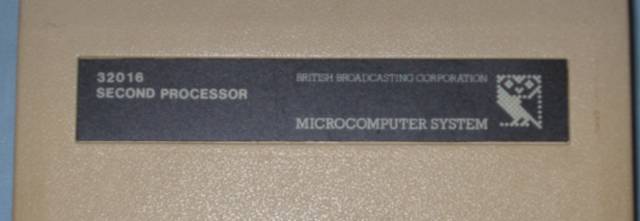 32016
SECOND PROCESSOR
BRITISH BROADCASTING CORPORATION
MICROCOMPUTER SYSTEM